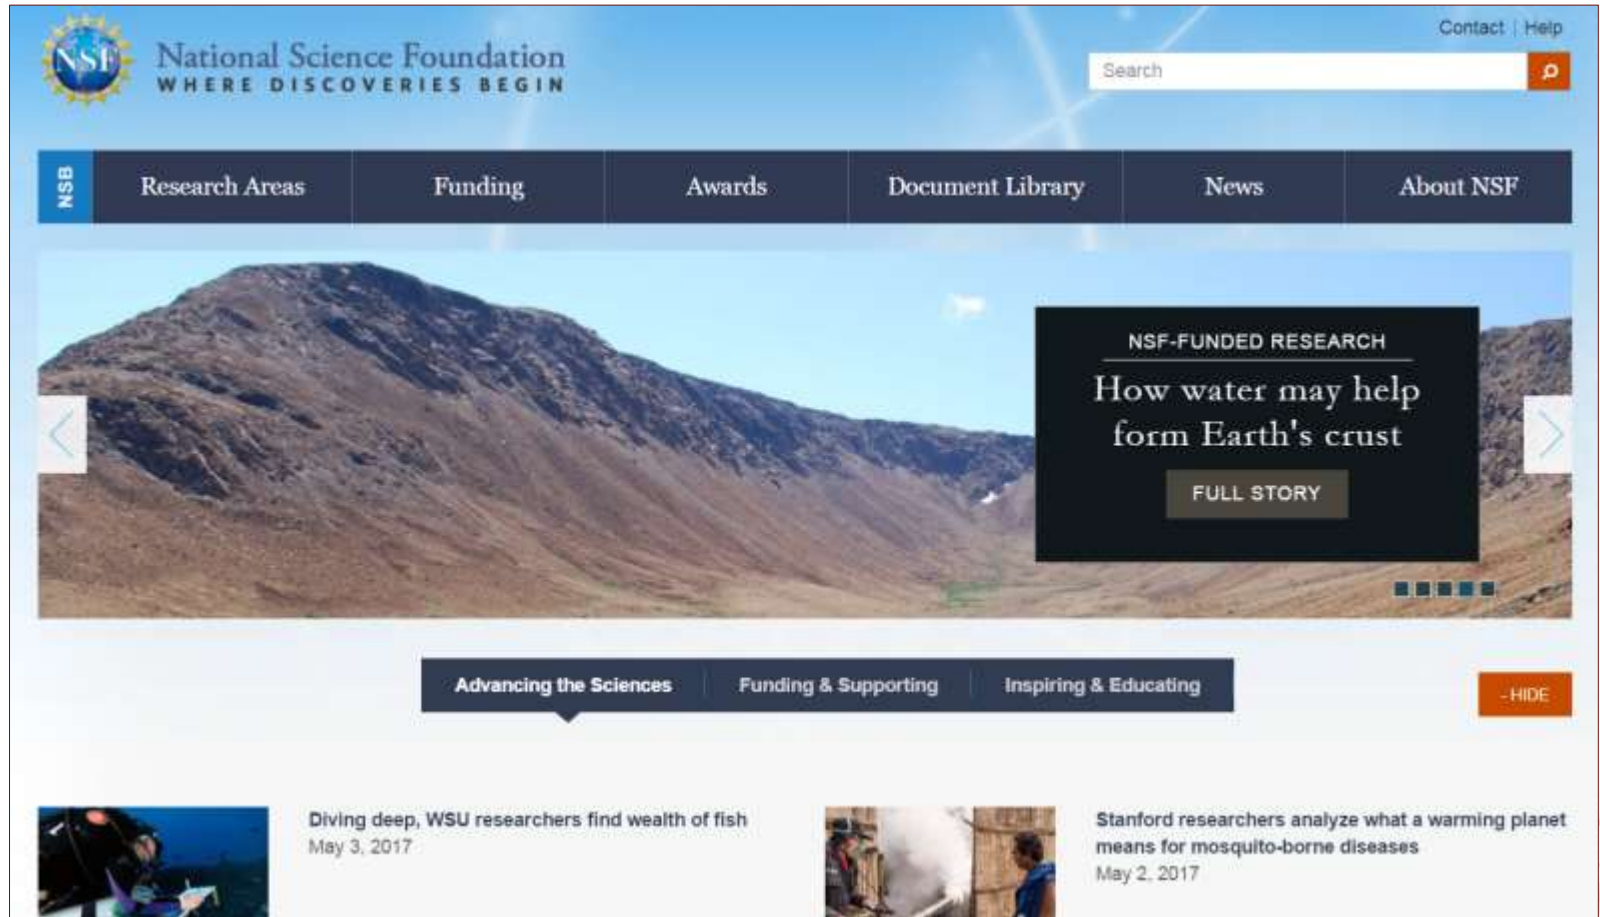 Contact | Help
NSF
National Science Foundation
WHERE DISCOVERIES BEGIN
Search
NSB
Research Areas
Funding
Awards
Document Library
News
About NSF
NSF-FUNDED RESEARCH
How water may help
form Earth's crust
FULL STORY
Advancing the Sciences
Funding & Supporting
Inspiring & Educating
- HIDE
Diving deep, WSU researchers find wealth of fish
May 3, 2017
Stanford researchers analyze what a warming planet
means for mosquito-borne diseases
May 2, 2017